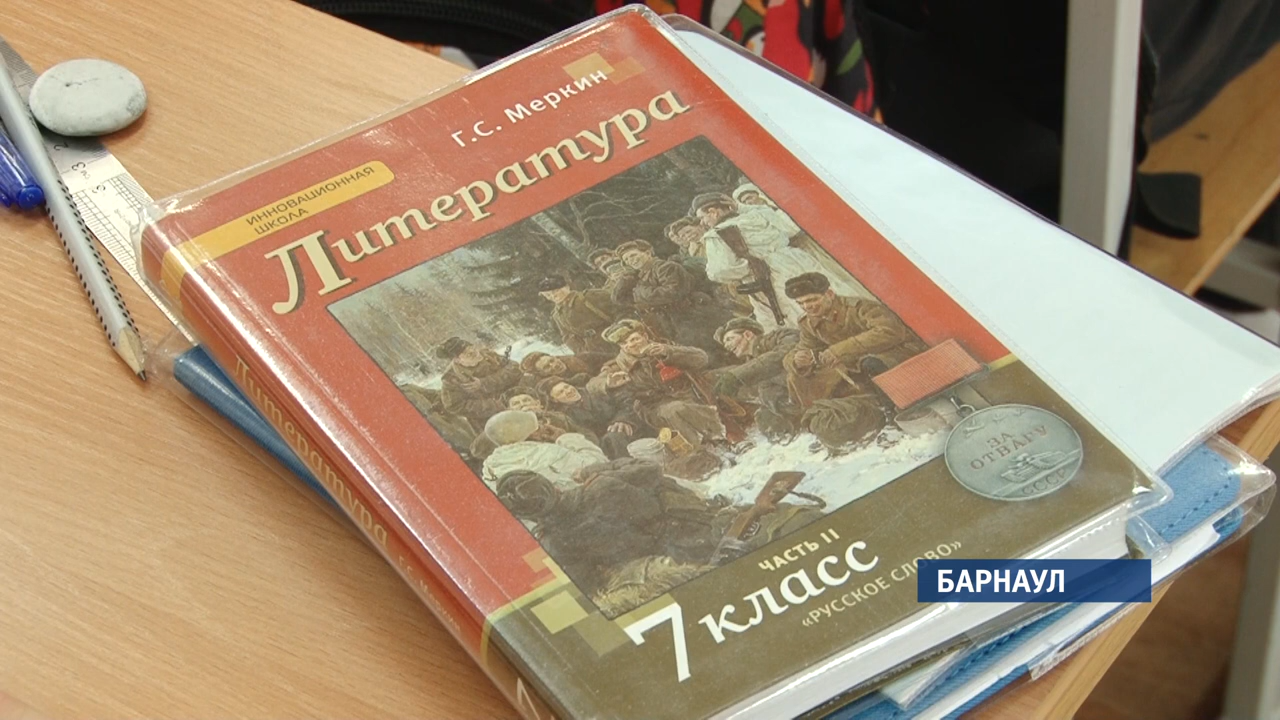 Г.С. Меркин
Литература
ИННОВАЦИОННАЯ
ШКОЛА
ЗА
ОТВАГУ
СССР
ЧАСТЬ II
7 класс
«РУССКОЕ СЛОВО»
Литература Г.С. Меркин
БАРНАУЛ